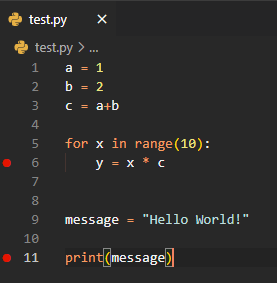 test.py
test.py > ...
1 a = 1
2 b = 2
3 c = a+b
4
5 for x in range(10):
6     y = x * c
7
8
9 message = "Hello World!"
10
11 print(message)